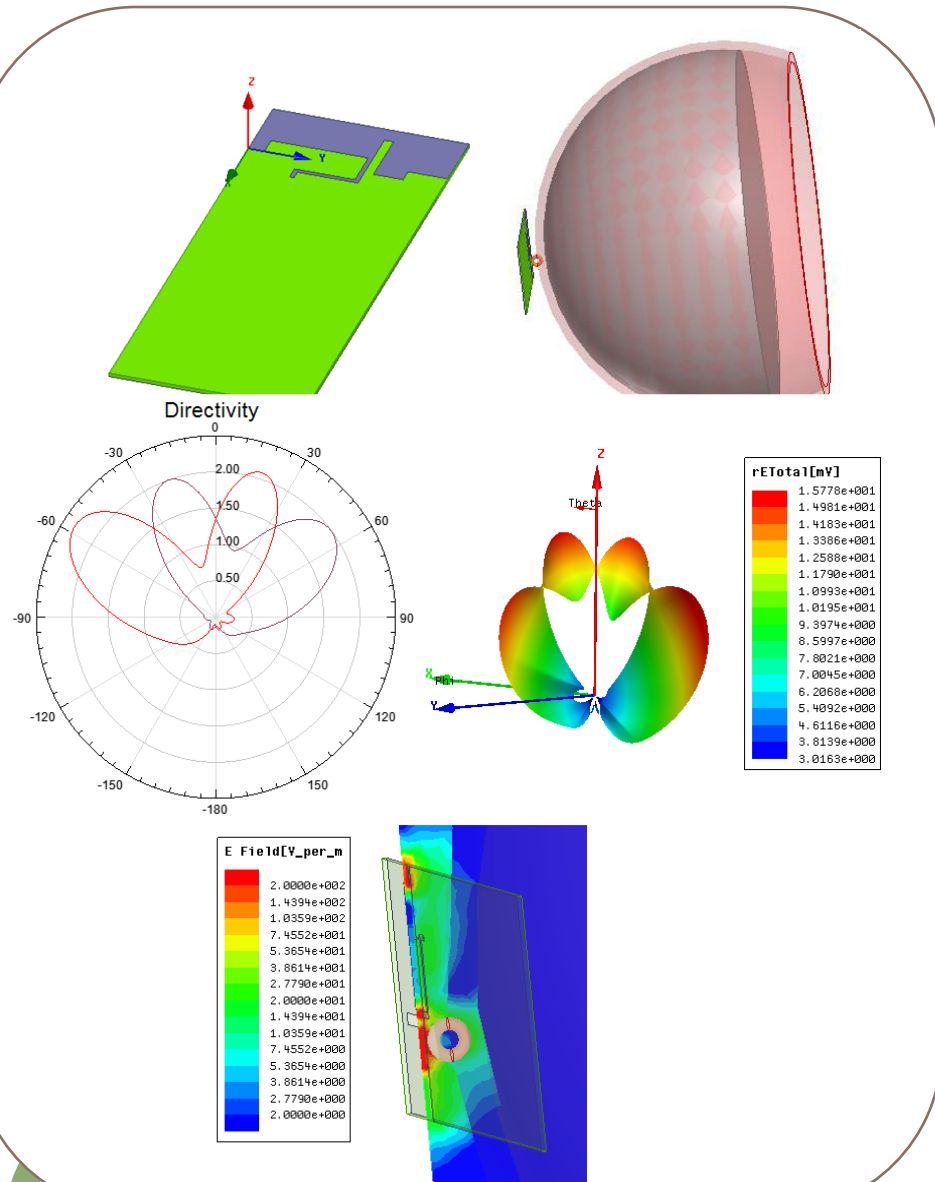 Z
Y
X
Directivity
0
-30
30
2.00
1.50
-60
60
1.00
0.50
-90
90
-120
120
-150
150
-180
Z
Theta
X
Phi
Y
rETotal[mV]
1.5778e+001
1.4981e+001
1.4183e+001
1.3386e+001
1.2588e+001
1.1790e+001
1.0993e+001
1.0195e+001
9.3974e+000
8.5997e+000
7.8021e+000
7.0045e+000
6.2068e+000
5.4092e+000
4.6116e+000
3.8139e+000
3.0163e+000
E Field[V_per_m
2.0000e+002
1.4394e+002
1.0359e+002
7.4552e+001
5.3654e+001
3.8614e+001
2.7790e+001
2.0000e+001
1.4394e+001
1.0359e+001
7.4552e+000
5.3654e+000
3.8614e+000
2.7790e+000
2.0000e+000